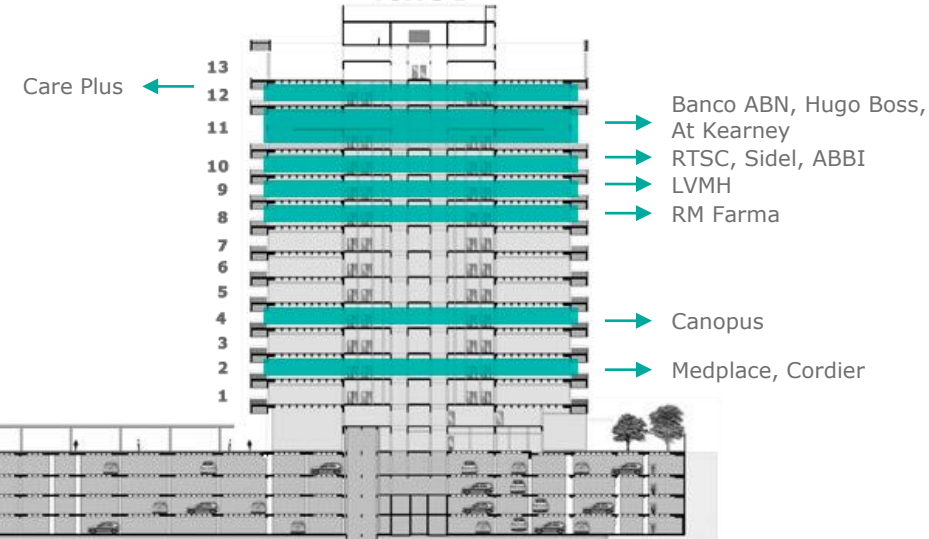 13
Care Plus
12
Banco ABN, Hugo Boss,
11
At Kearney
10
RTSC, Sidel, ABBI
9
LVMH
8
RM Farma
7
6
5
4
Canopus
3
2
Medplace, Cordier
1